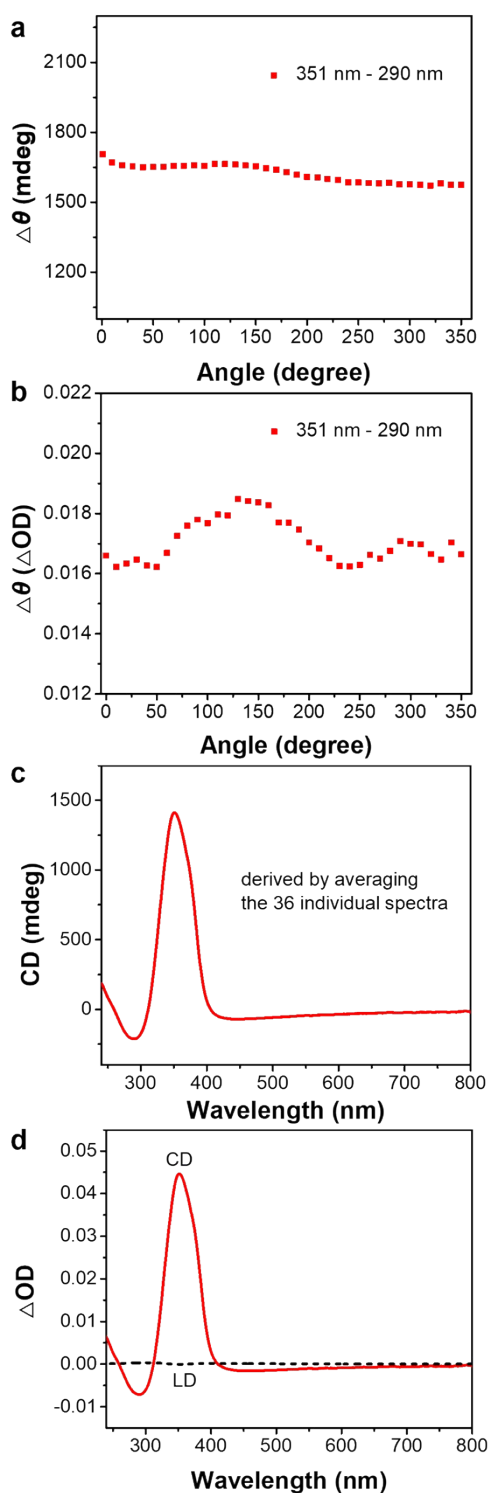 a
2100
1800
1500
1200
△θ (mdeg)
351 nm - 290 nm
0 50 100 150 200 250 300 350
Angle (degree)
b
0.022
0.020
0.018
0.016
0.014
0.012
△θ (△OD)
351 nm - 290 nm
0 50 100 150 200 250 300 350
Angle (degree)
c
1500
1000
500
0
CD (mdeg)
derived by averaging
the 36 individual spectra
300 400 500 600 700 800
Wavelength (nm)
d
0.05
0.04
0.03
0.02
0.01
0.00
-0.01
△OD
CD
LD
300 400 500 600 700 800
Wavelength (nm)